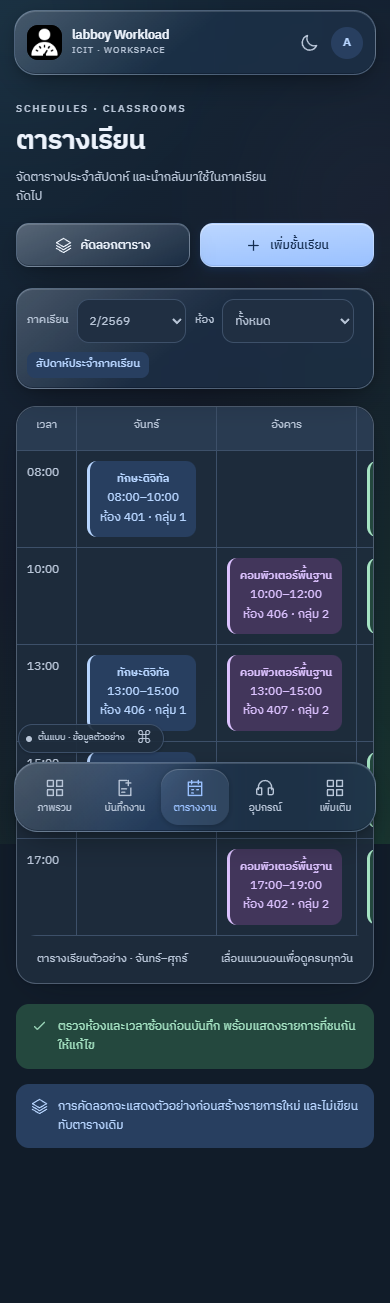 labboy Workload
ICIT · WORKSPACE
A
SCHEDULES · CLASSROOMS
ตารางเรียน
จัดตารางประจำสัปดาห์ และนำกลับมาใช้ในภาคเรียน
ถัดไป
คัดลอกตาราง
เพิ่มชั้นเรียน
ภาคเรียน
2/2569
ห้อง
ทั้งหมด
สัปดาห์ประจำภาคเรียน
เวลา
จันทร์
อังคาร
08:00
ทักษะดิจิทัล
08:00–10:00
ห้อง 401 · กลุ่ม 1
10:00
คอมพิวเตอร์พื้นฐาน
10:00–12:00
ห้อง 406 · กลุ่ม 2
13:00
ทักษะดิจิทัล
13:00–15:00
ห้อง 406 · กลุ่ม 1
คอมพิวเตอร์พื้นฐาน
13:00–15:00
ห้อง 407 · กลุ่ม 2
ต้นแบบ · ข้อมูลตัวอย่าง
ภาพรวม
บันทึกงาน
ตารางงาน
อุปกรณ์
เพิ่มเติม
17:00
คอมพิวเตอร์พื้นฐาน
17:00–19:00
ห้อง 402 · กลุ่ม 2
ตารางเรียนตัวอย่าง · จันทร์–ศุกร์
เลื่อนแนวนอนเพื่อดูครบทุกวัน
ตรวจห้องและเวลาซ้อนก่อนบันทึก พร้อมแสดงรายการที่ชนกัน
ให้แก้ไข
การคัดลอกจะแสดงตัวอย่างก่อนสร้างรายการใหม่ และไม่เขียน
ทับตารางเดิม